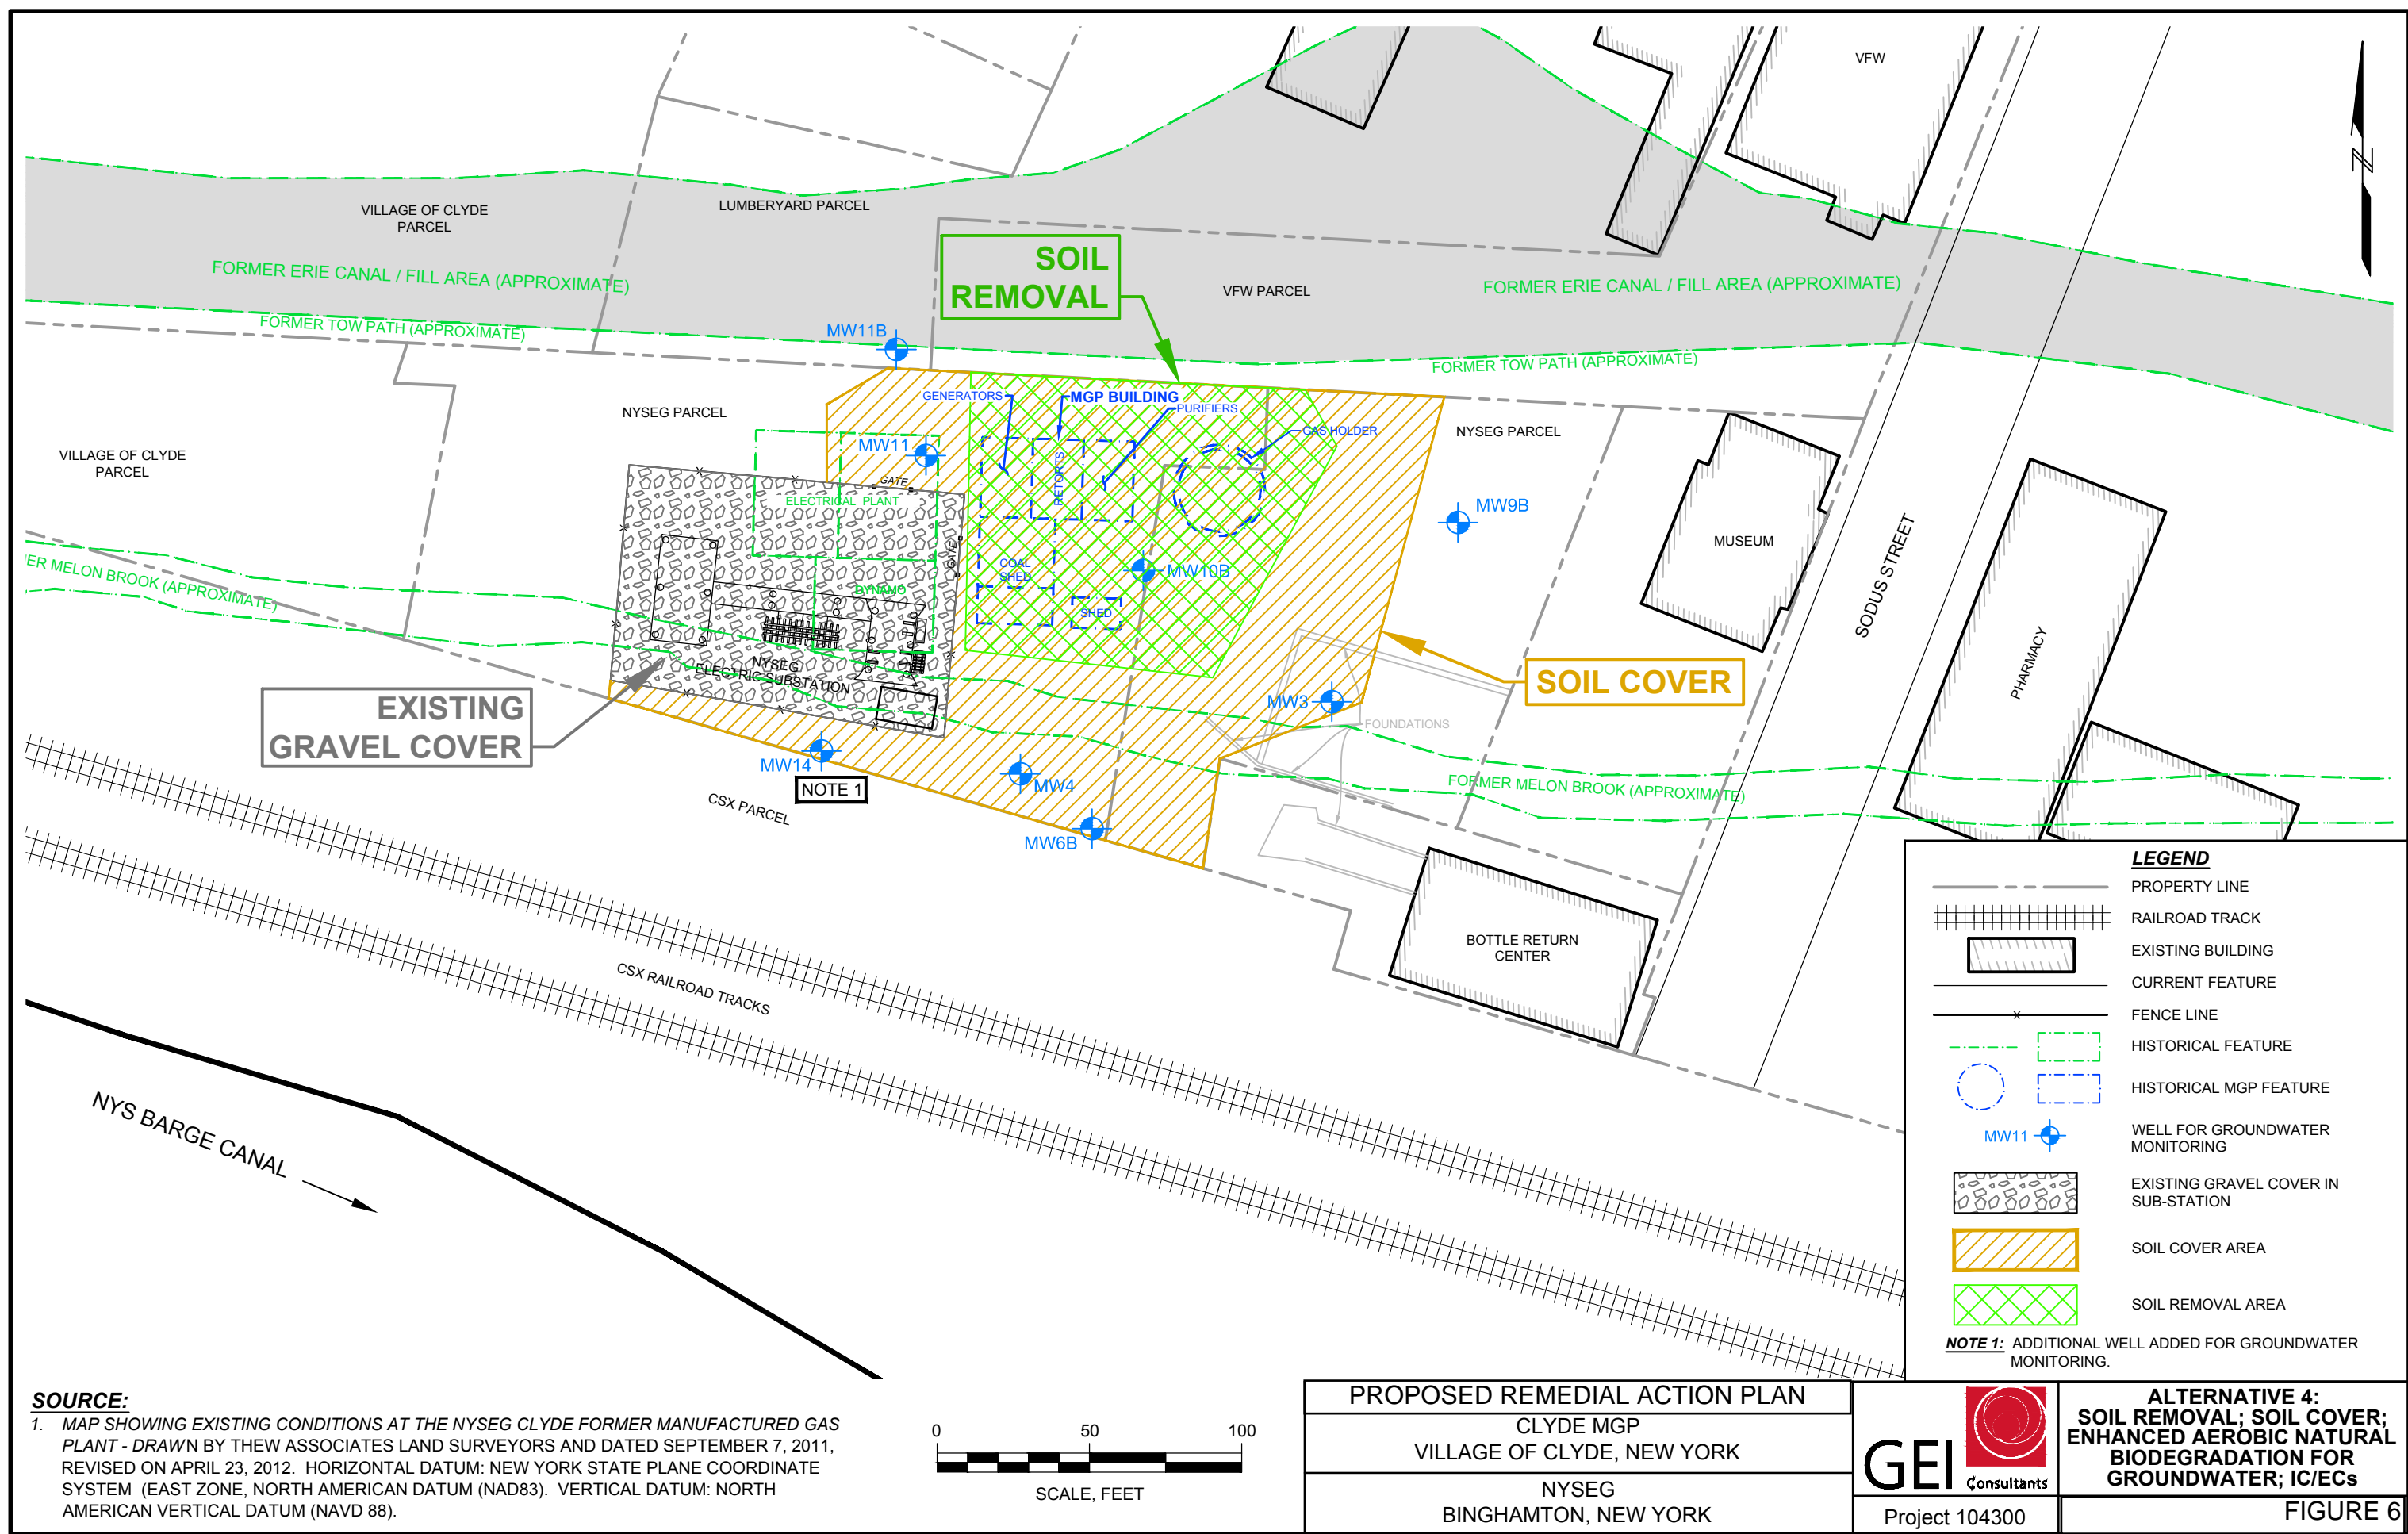 VFW
VILLAGE OF CLYDE
PARCEL
LUMBERYARD PARCEL
SOIL
REMOVAL
N
FORMER ERIE CANAL / FILL AREA (APPROXIMATE)
VFW PARCEL
FORMER ERIE CANAL / FILL AREA (APPROXIMATE)
FORMER TOW PATH (APPROXIMATE)
MW11B
FORMER TOW PATH (APPROXIMATE)
GENERATORS
MGP BUILDING
PURIFIERS
NYSEG PARCEL
GAS HOLDER
NYSEG PARCEL
MW11
VILLAGE OF CLYDE
PARCEL
RETORTS
GATE
ELECTRICAL PLANT
MW9B
MUSEUM
GATE
SODUS STREET
COAL
SHED
MW10B
ER MELON BROOK (APPROXIMATE)
DYNAMO
SHED
PHARMACY
NYSEG
ELECTRIC SUBSTATION
SOIL COVER
EXISTING
GRAVEL COVER
MW3
FOUNDATIONS
MW14
NOTE 1
MW4
FORMER MELON BROOK (APPROXIMATE)
CSX PARCEL
MW6B
BOTTLE RETURN
CENTER
CSX RAILROAD TRACKS
NYS BARGE CANAL
LEGEND
PROPERTY LINE
RAILROAD TRACK
EXISTING BUILDING
CURRENT FEATURE
x
FENCE LINE
HISTORICAL FEATURE
HISTORICAL MGP FEATURE
MW11
WELL FOR GROUNDWATER
MONITORING
EXISTING GRAVEL COVER IN
SUB-STATION
SOIL COVER AREA
SOIL REMOVAL AREA
NOTE 1: ADDITIONAL WELL ADDED FOR GROUNDWATER
MONITORING.
SOURCE:
1. MAP SHOWING EXISTING CONDITIONS AT THE NYSEG CLYDE FORMER MANUFACTURED GAS
PLANT - DRAWN BY THEW ASSOCIATES LAND SURVEYORS AND DATED SEPTEMBER 7, 2011,
REVISED ON APRIL 23, 2012. HORIZONTAL DATUM: NEW YORK STATE PLANE COORDINATE
SYSTEM (EAST ZONE, NORTH AMERICAN DATUM (NAD83). VERTICAL DATUM: NORTH
AMERICAN VERTICAL DATUM (NAVD 88).
0 50 100
SCALE, FEET
PROPOSED REMEDIAL ACTION PLAN
CLYDE MGP
VILLAGE OF CLYDE, NEW YORK
NYSEG
BINGHAMTON, NEW YORK
GEI Consultants
Project 104300
ALTERNATIVE 4:
SOIL REMOVAL; SOIL COVER;
ENHANCED AEROBIC NATURAL
BIODEGRADATION FOR
GROUNDWATER; IC/ECs
FIGURE 6